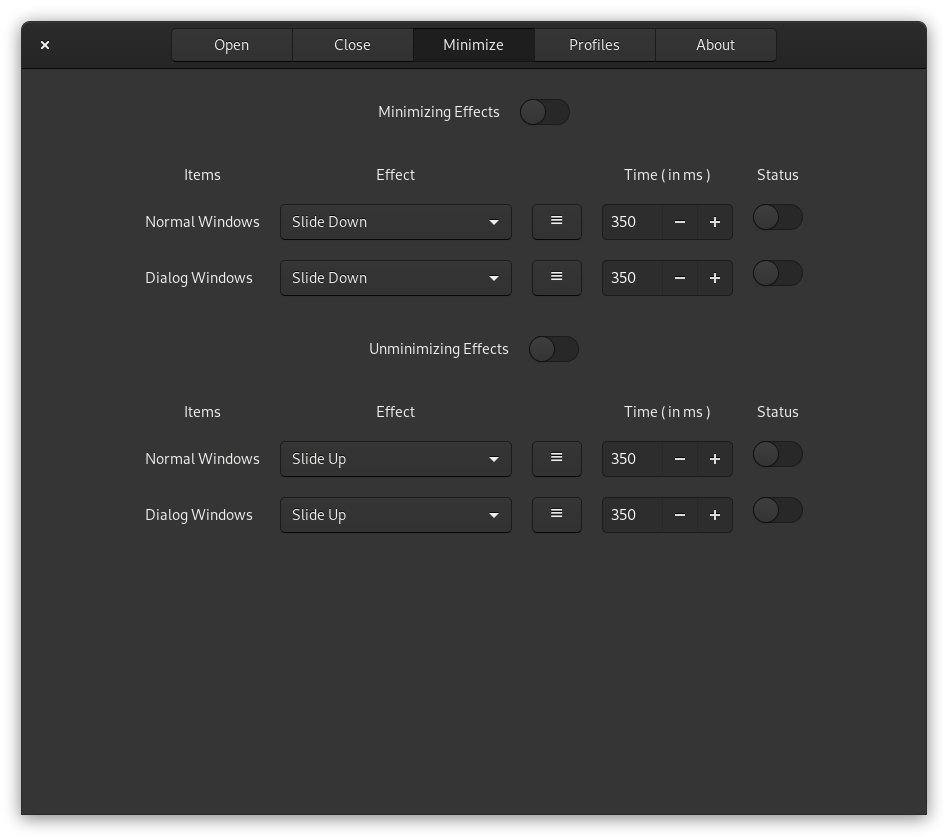 Open Close Minimize Profiles About
Minimizing Effects
Items Effect Time ( in ms ) Status
Normal Windows Slide Down 350
Dialog Windows Slide Down 350
Unminimizing Effects
Items Effect Time ( in ms ) Status
Normal Windows Slide Up 350
Dialog Windows Slide Up 350